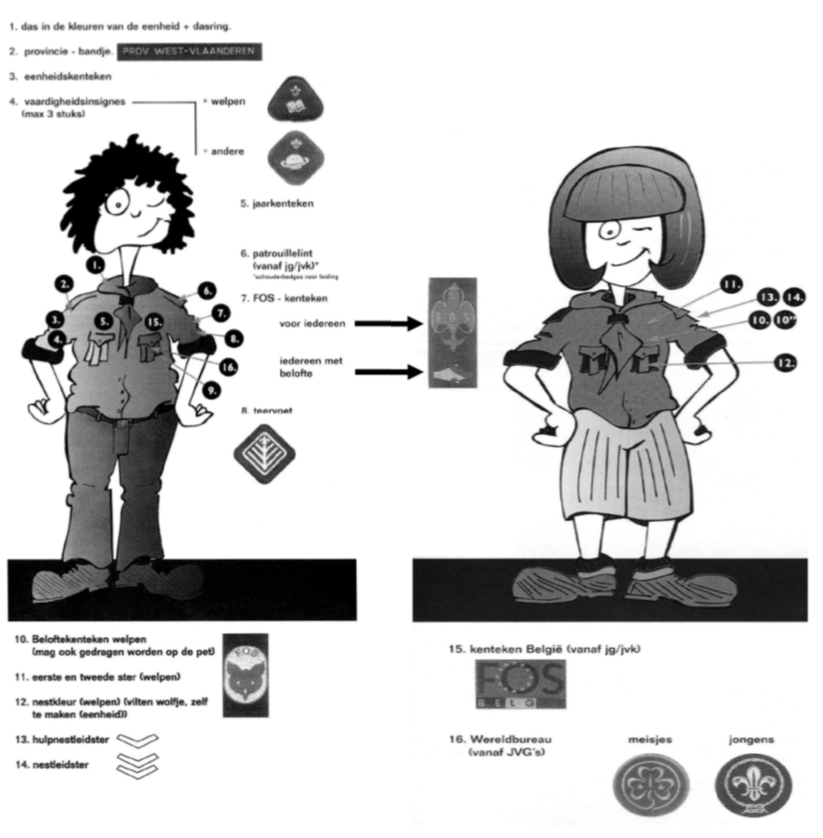 1. das in de kleuren van de eenheid + dasring.
2. provincie - bandje. PROV. WEST-VLAANDEREN
3. eenheidskenteken
4. vaardigheidsinsignes
(max 3 stuks)
* welpen
* andere
5. jaarkenteken
6. patrouillelint
(vanaf jg/jvk)*
*schouderbadges voor leiding
7. FOS - kenteken
voor iedereen
iedereen met
belofte
8. teervoet
FOS
1.
2.
3.
4.
5.
15.
6.
7.
8.
16.
9.
11.
13. 14.
10. 10"
12.
10. Beloftekenteken welpen
(mag ook gedragen worden op de pet)
FOS
11. eerste en tweede ster (welpen)
12. nestkleur (welpen) (vilten wolfje, zelf
te maken (eenheid))
13. hulpnestleidster
14. nestleidster
15. kenteken België (vanaf jg/jvk)
FOS
16. Wereldbureau
(vanaf JVG's)
meisjes
jongens